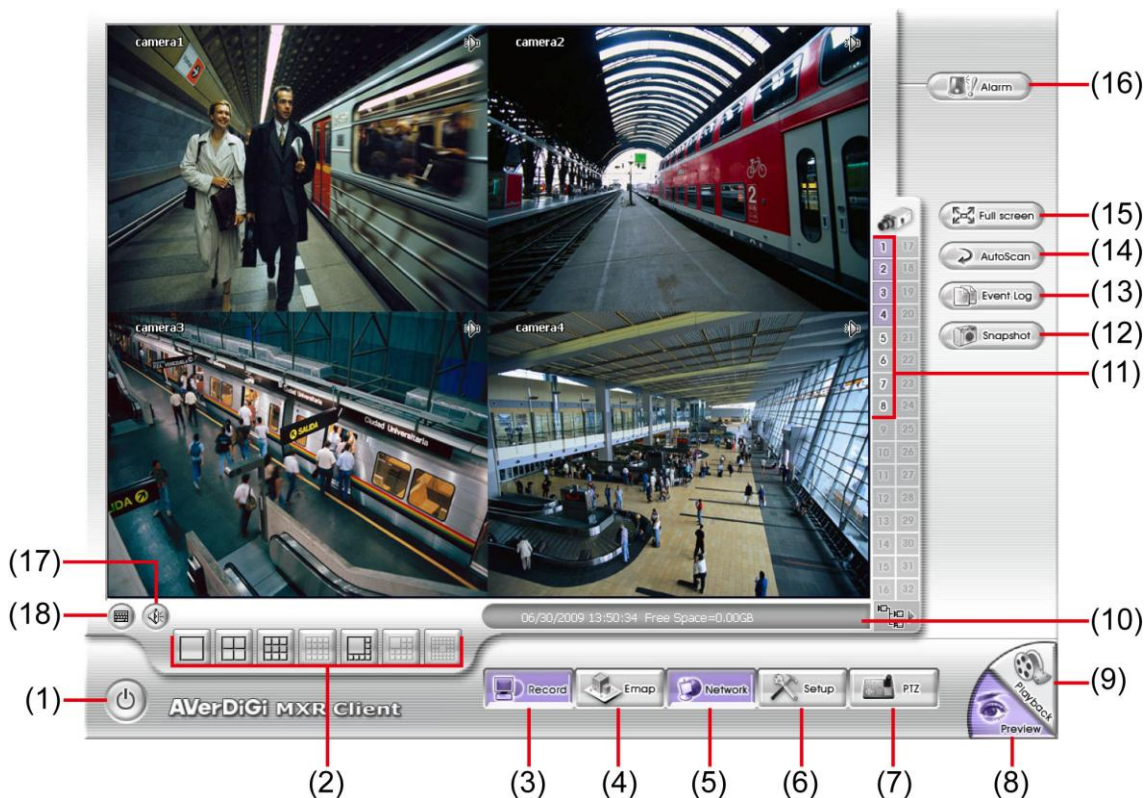 camera1
camera2
(16)
Alarm
2
(15)
Full screen
1 17
(14)
AutoScan
2 18
(13)
Event Log
3 19
4 20
(12)
Snapshot
camera3
camera4
5 21
6 22
(11)
7 23
8 24
Ciudad Universitaria
SALIDA
9 25
10 26
11 27
12 28
13 29
14 30
15 31
16 32
(17)
(18)
06/30/2009 13:50:34 Free Space=0.00GB
(10)
(9)
Playback
(1)
AVerDiGi MXR Client
Record
Emap
Network
Setup
PTZ
Preview
(2)
(3)
(4)
(5)
(6)
(7)
(8)